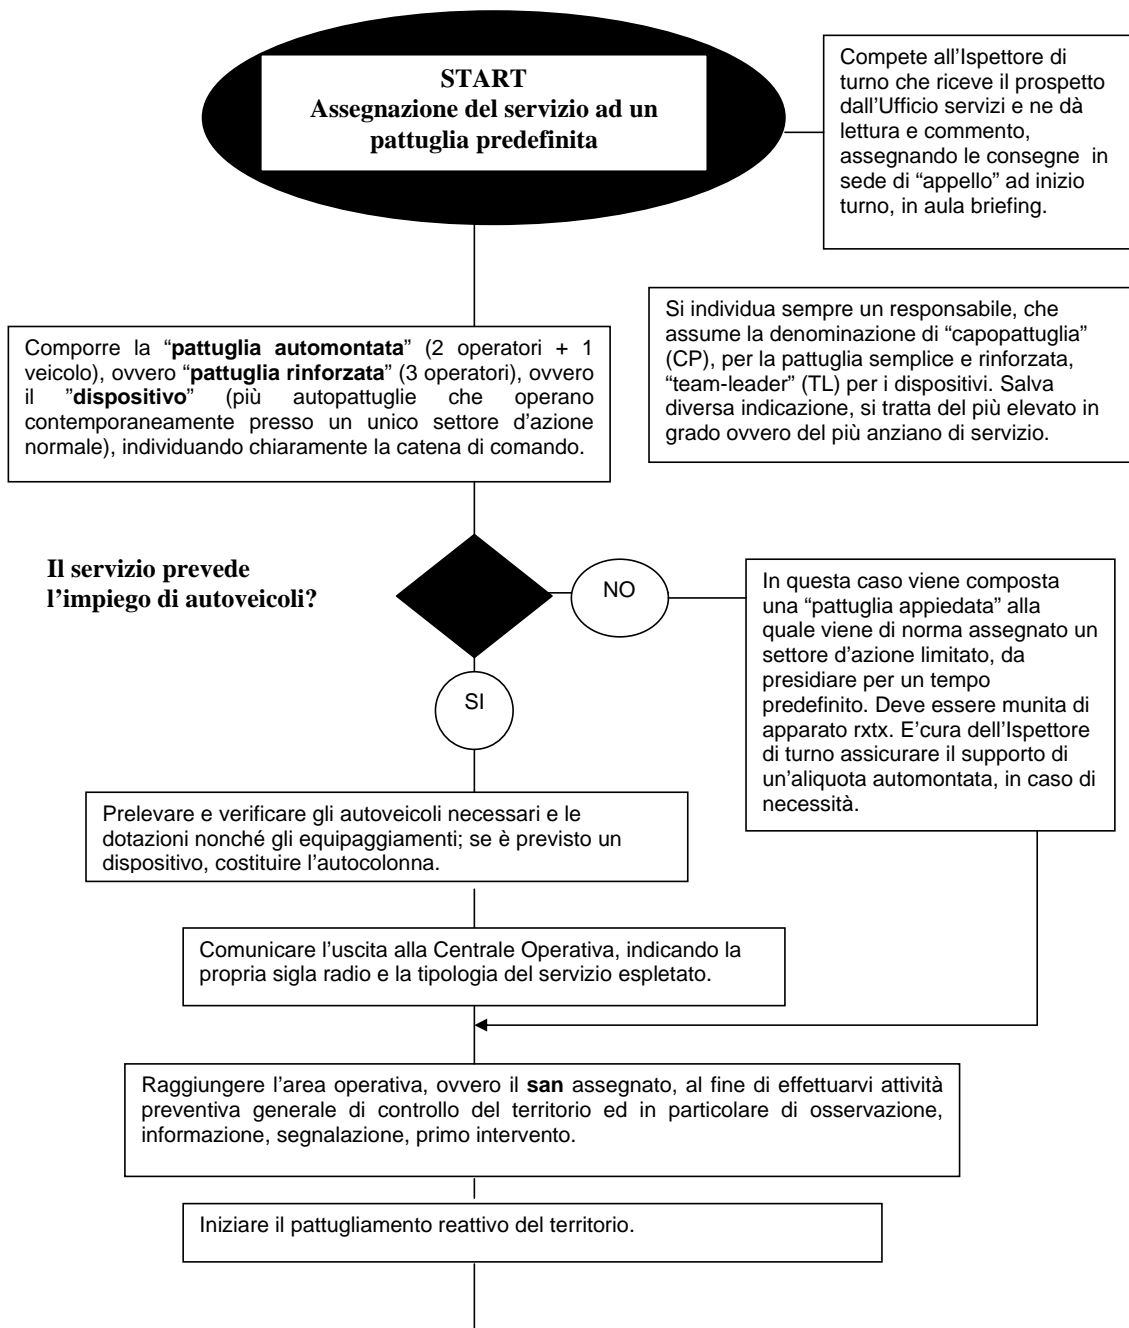 START
Assegnazione del servizio ad un
pattuglia predefinita
Compete all'Ispettore di
turno che riceve il prospetto
dall'Ufficio servizi e ne dà
lettura e commento,
assegnando le consegne in
sede di “appello” ad inizio
turno, in aula briefing.
Si individua sempre un responsabile, che
assume la denominazione di “capopattuglia”
(CP), per la pattuglia semplice e rinforzata,
“team-leader” (TL) per i dispositivi. Salva
diversa indicazione, si tratta del più elevato in
grado ovvero del più anziano di servizio.
Comporre la “pattuglia automontata” (2 operatori + 1
veicolo), ovvero “pattuglia rinforzata” (3 operatori), ovvero
il ”dispositivo” (più autopattuglie che operano
contemporaneamente presso un unico settore d'azione
normale), individuando chiaramente la catena di comando.
Il servizio prevede
l'impiego di autoveicoli?
NO
In questa caso viene composta
una “pattuglia appiedata” alla
quale viene di norma assegnato un
settore d'azione limitato, da
presidiare per un tempo
predefinito. Deve essere munita di
apparato rxtx. E'cura dell'Ispettore
di turno assicurare il supporto di
un'aliquota automontata, in caso di
necessità.
SI
Prelevare e verificare gli autoveicoli necessari e le
dotazioni nonché gli equipaggiamenti; se è previsto un
dispositivo, costituire l'autocolonna.
Comunicare l'uscita alla Centrale Operativa, indicando la
propria sigla radio e la tipologia del servizio espletato.
Raggiungere l'area operativa, ovvero il san assegnato, al fine di effettuarvi attività
preventiva generale di controllo del territorio ed in particolare di osservazione,
informazione, segnalazione, primo intervento.
Iniziare il pattugliamento reattivo del territorio.